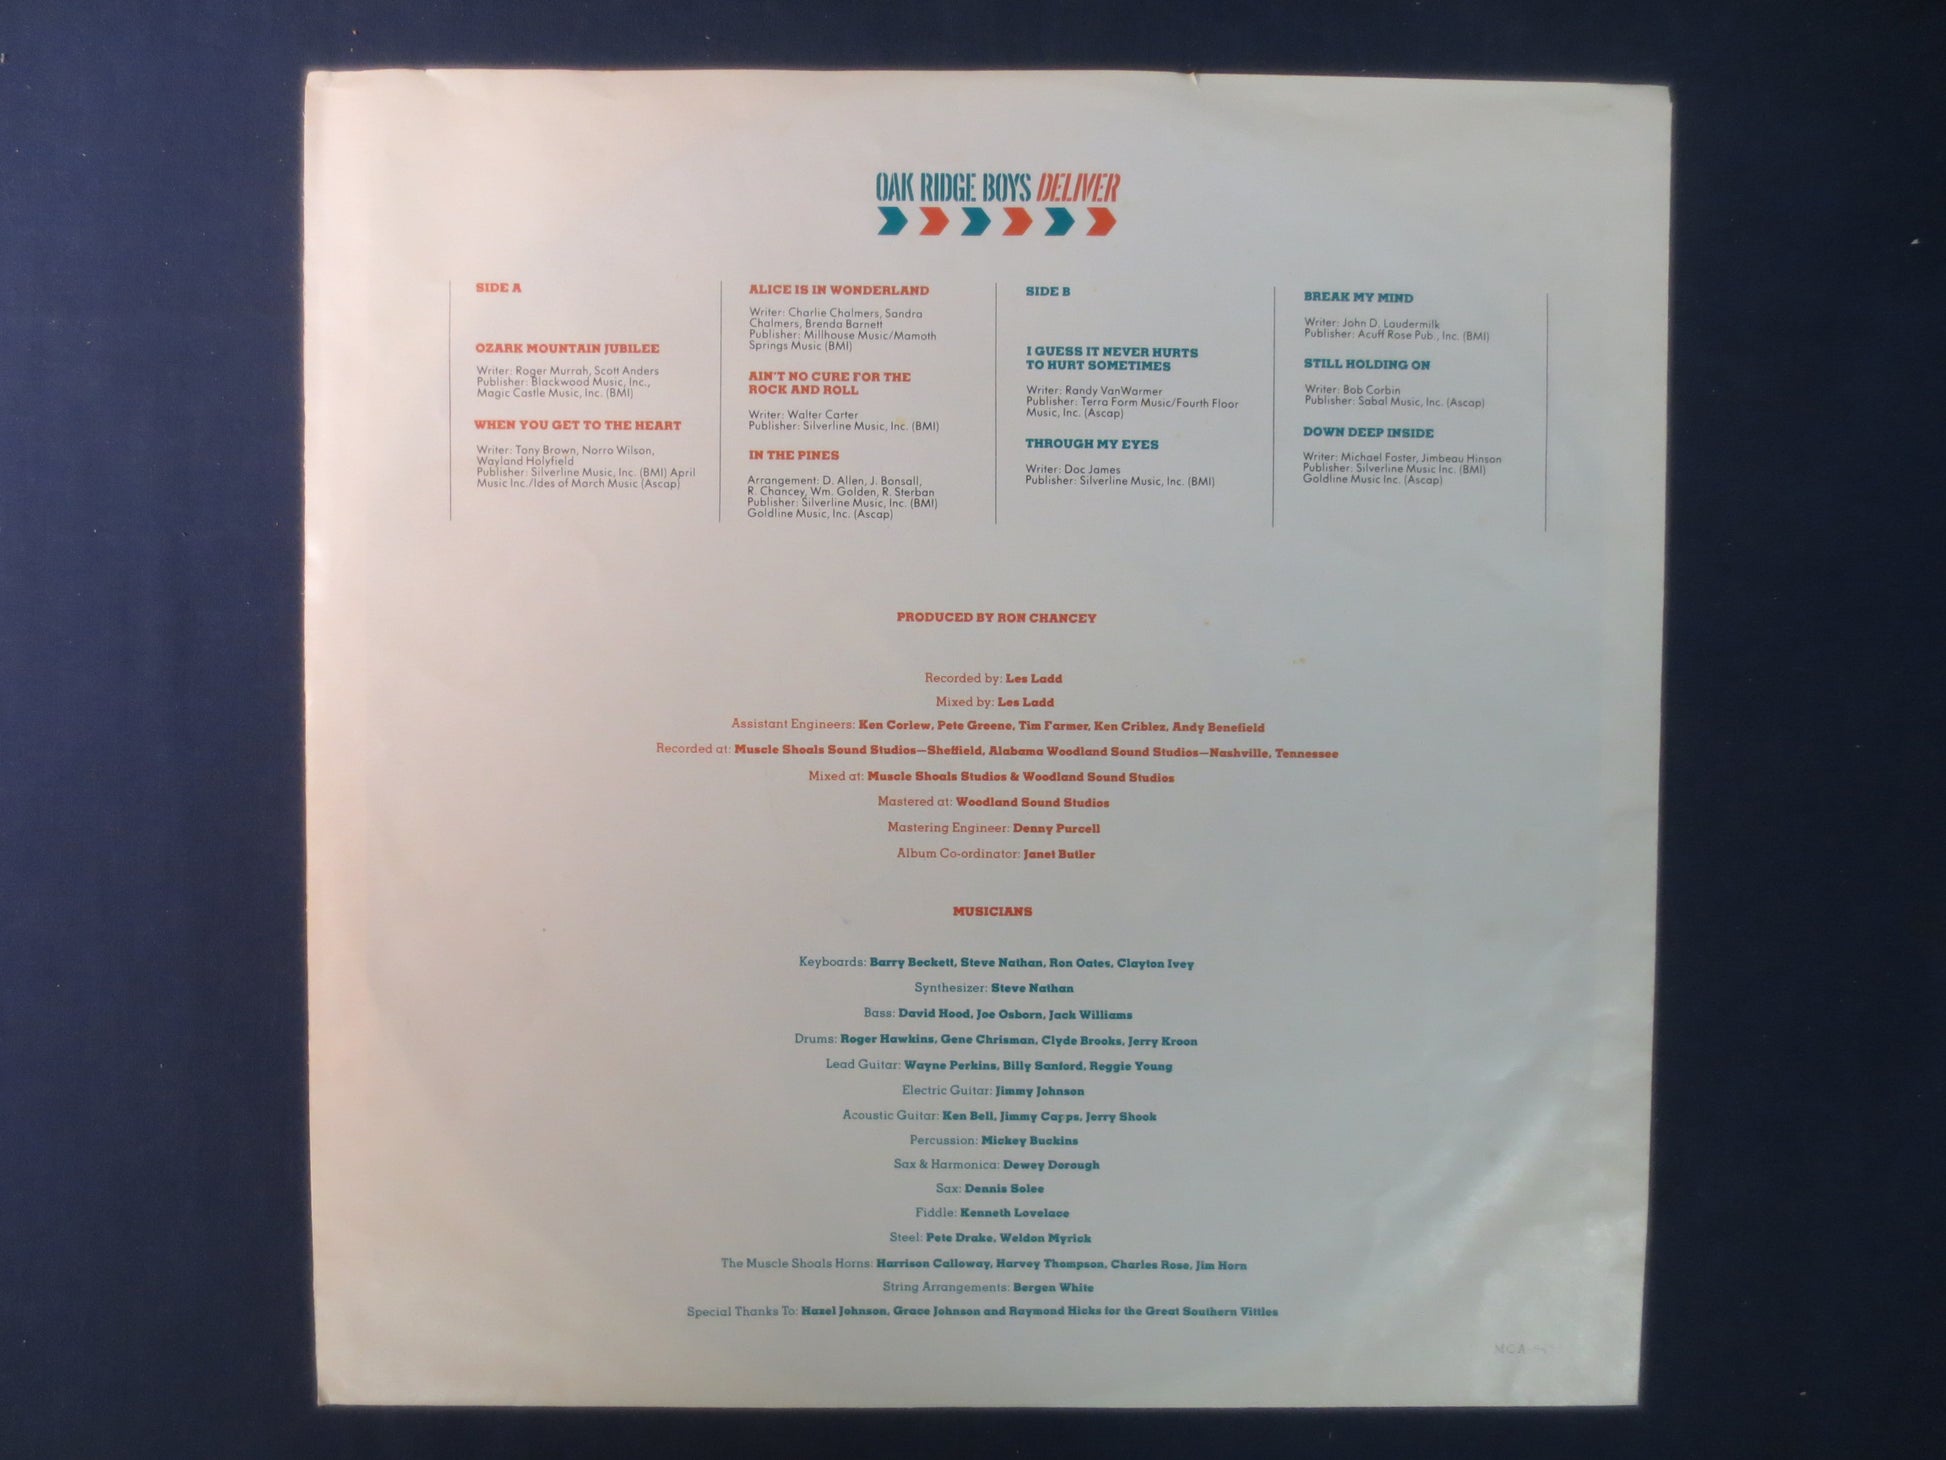 OAK RIDGE BOYS DELIVER
SIDE A
OZARK MOUNTAIN JUBILEE
Writer: Roger Murrah, Scott Anders
Publisher: Blackwood Music, Inc.,
Magic Castle Music, Inc. (BMI)
WHEN YOU GET TO THE HEART
Writer: Tony Brown, Norro Wilson,
Wayland Holyfield
Publisher: Silverline Music, Inc. (BMI) April
Music Inc./Ides of March Music (Ascap)
ALICE IS IN WONDERLAND
Writer: Charlie Chalmers, Sandra
Chalmers, Brenda Barnett
Publisher: Millhouse Music/Mamoth
Springs Music (BMI)
AIN'T NO CURE FOR THE
ROCK AND ROLL
Writer: Walter Carter
Publisher: Silverline Music, Inc. (BMI)
IN THE PINES
Arrangement: D. Allen, J. Bonsall,
R. Chancey, Wm. Golden, R. Sterban
Publisher: Silverline Music, Inc. (BMI)
Goldline Music, Inc. (Ascap)
SIDE B
I GUESS IT NEVER HURTS
TO HURT SOMETIMES
Writer: Randy VanWarmer
Publisher: Terra Form Music/Fourth Floor
Music, Inc. (Ascap)
THROUGH MY EYES
Writer: Doc James
Publisher: Silverline Music, Inc. (BMI)
BREAK MY MIND
Writer: John D. Laudermilk
Publisher: Acuff Rose Pub., Inc. (BMI)
STILL HOLDING ON
Writer: Bob Corbin
Publisher: Sabal Music, Inc. (Ascap)
DOWN DEEP INSIDE
Writer: Michael Foster, Jimbeau Hinson
Publisher: Silverline Music Inc. (BMI)
Goldline Music Inc. (Ascap)
PRODUCED BY RON CHANCEY
Recorded by: Les Ladd
Mixed by: Les Ladd
Assistant Engineers: Ken Corlew, Pete Greene, Tim Farmer, Ken Criblez, Andy Benefield
Recorded at: Muscle Shoals Sound Studios—Sheffield, Alabama Woodland Sound Studios—Nashville, Tennessee
Mixed at: Muscle Shoals Studios & Woodland Sound Studios
Mastered at: Woodland Sound Studios
Mastering Engineer: Denny Purcell
Album Co-ordinator: Janet Butler
MUSICIANS
Keyboards: Barry Beckett, Steve Nathan, Ron Oates, Clayton Ivey
Synthesizer: Steve Nathan
Bass: David Hood, Joe Osborn, Jack Williams
Drums: Roger Hawkins, Gene Chrisman, Clyde Brooks, Jerry Kroon
Lead Guitar: Wayne Perkins, Billy Sanford, Reggie Young
Electric Guitar: Jimmy Johnson
Acoustic Guitar: Ken Bell, Jimmy Capps, Jerry Shook
Percussion: Mickey Buckins
Sax & Harmonica: Dewey Dorough
Sax: Dennis Solee
Fiddle: Kenneth Lovelace
Steel: Pete Drake, Weldon Myrick
The Muscle Shoals Horns: Harrison Calloway, Harvey Thompson, Charles Rose, Jim Horn
String Arrangements: Bergen White
Special Thanks To: Hazel Johnson, Grace Johnson and Raymond Hicks for the Great Southern Vittles
MCA